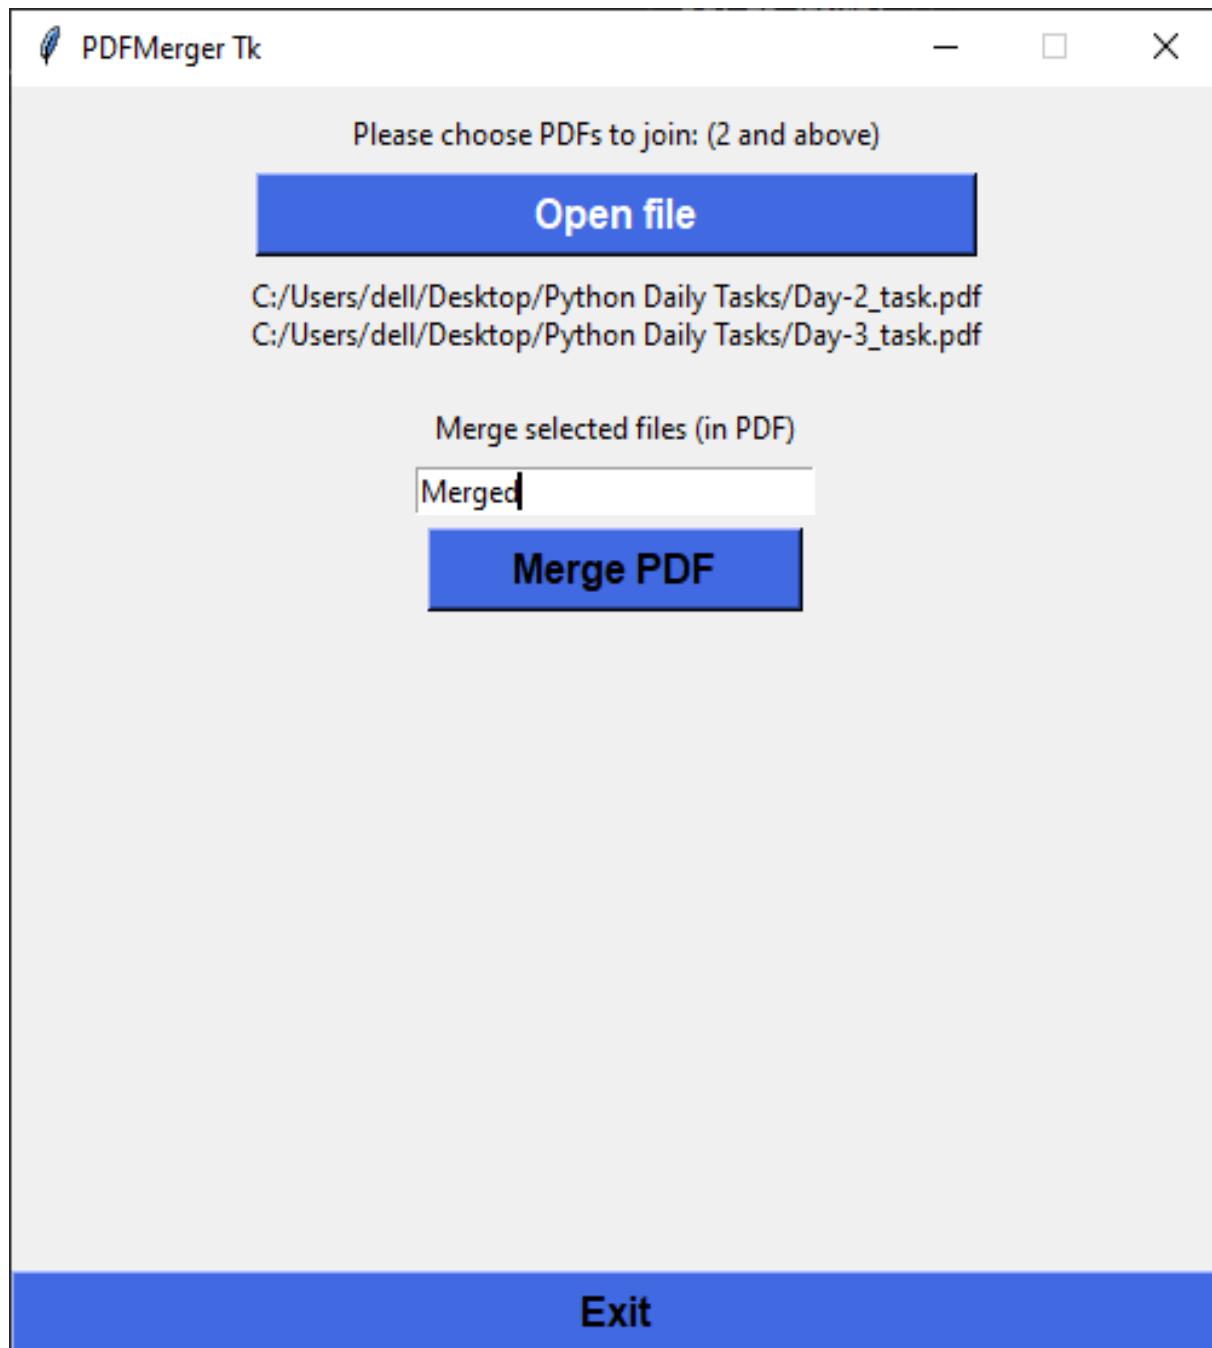 PDFMerger Tk
Please choose PDFs to join: (2 and above)
Open file
C:/Users/dell/Desktop/Python Daily Tasks/Day-2_task.pdf
C:/Users/dell/Desktop/Python Daily Tasks/Day-3_task.pdf
Merge selected files (in PDF)
Merged
Merge PDF
Exit